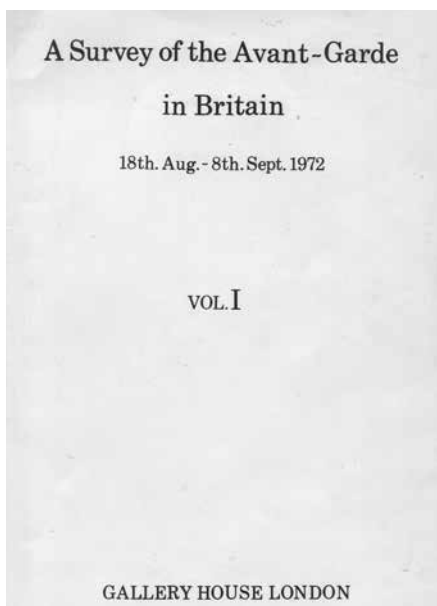 A Survey of the Avant-Garde
in Britain
18th. Aug. - 8th. Sept. 1972
VOL. I
GALLERY HOUSE LONDON